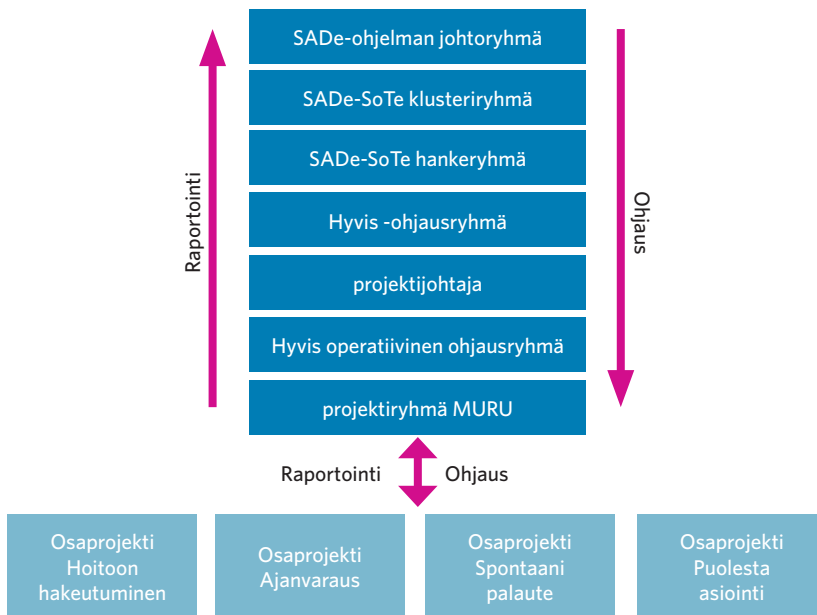 SADe-ohjelman johtoryhmä
SADe-SoTe klusteriryhmä
SADe-SoTe hankeryhmä
Hyvis -ohjausryhmä
projektijohtaja
Hyvis operatiivinen ohjausryhmä
projektiryhmä MURU
Raportointi
Ohjaus
Raportointi
Ohjaus
Osaprojekti
Hoitoon
hakeutuminen
Osaprojekti
Ajanvaraus
Osaprojekti
Spontaani
palaute
Osaprojekti
Puolesta
asiointi